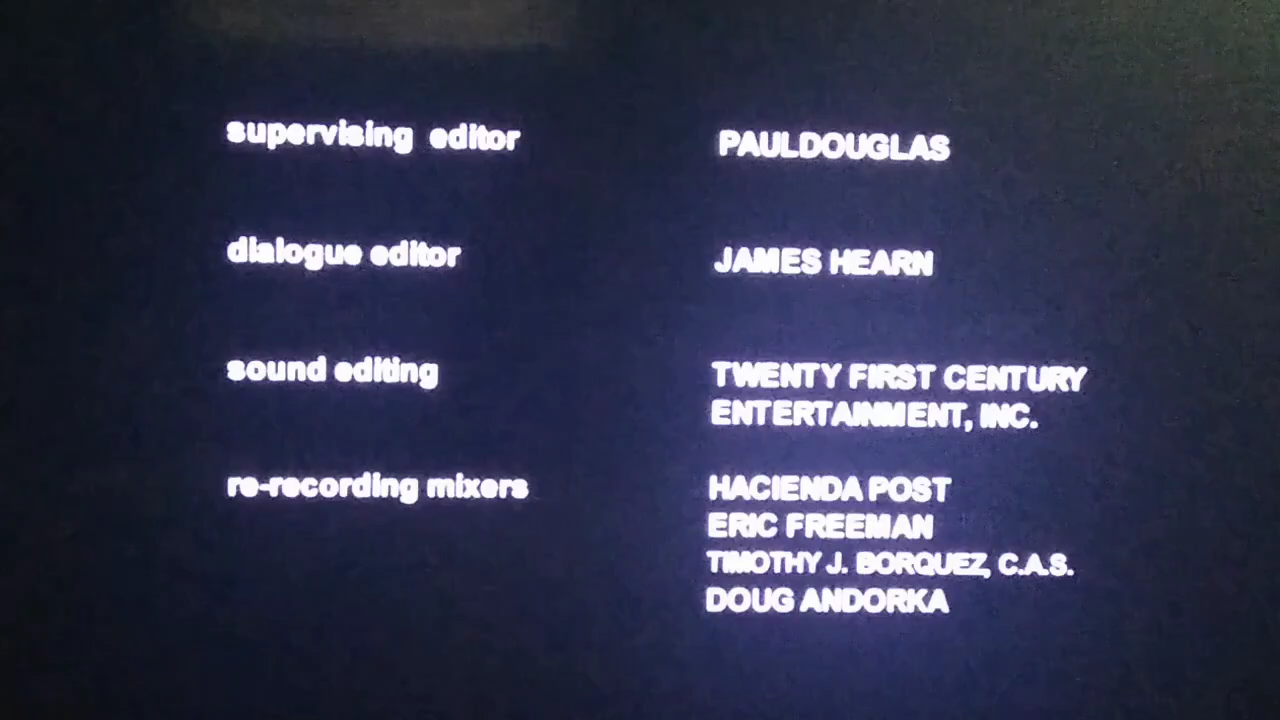 supervising editor PAULDOUGLAS
dialogue editor JAMES HEARN
sound editing TWENTY FIRST CENTURY
ENTERTAINMENT, INC.
re-recording mixers HACIENDA POST
ERIC FREEMAN
TIMOTHY J. BORQUEZ, C.A.S.
DOUG ANDORKA